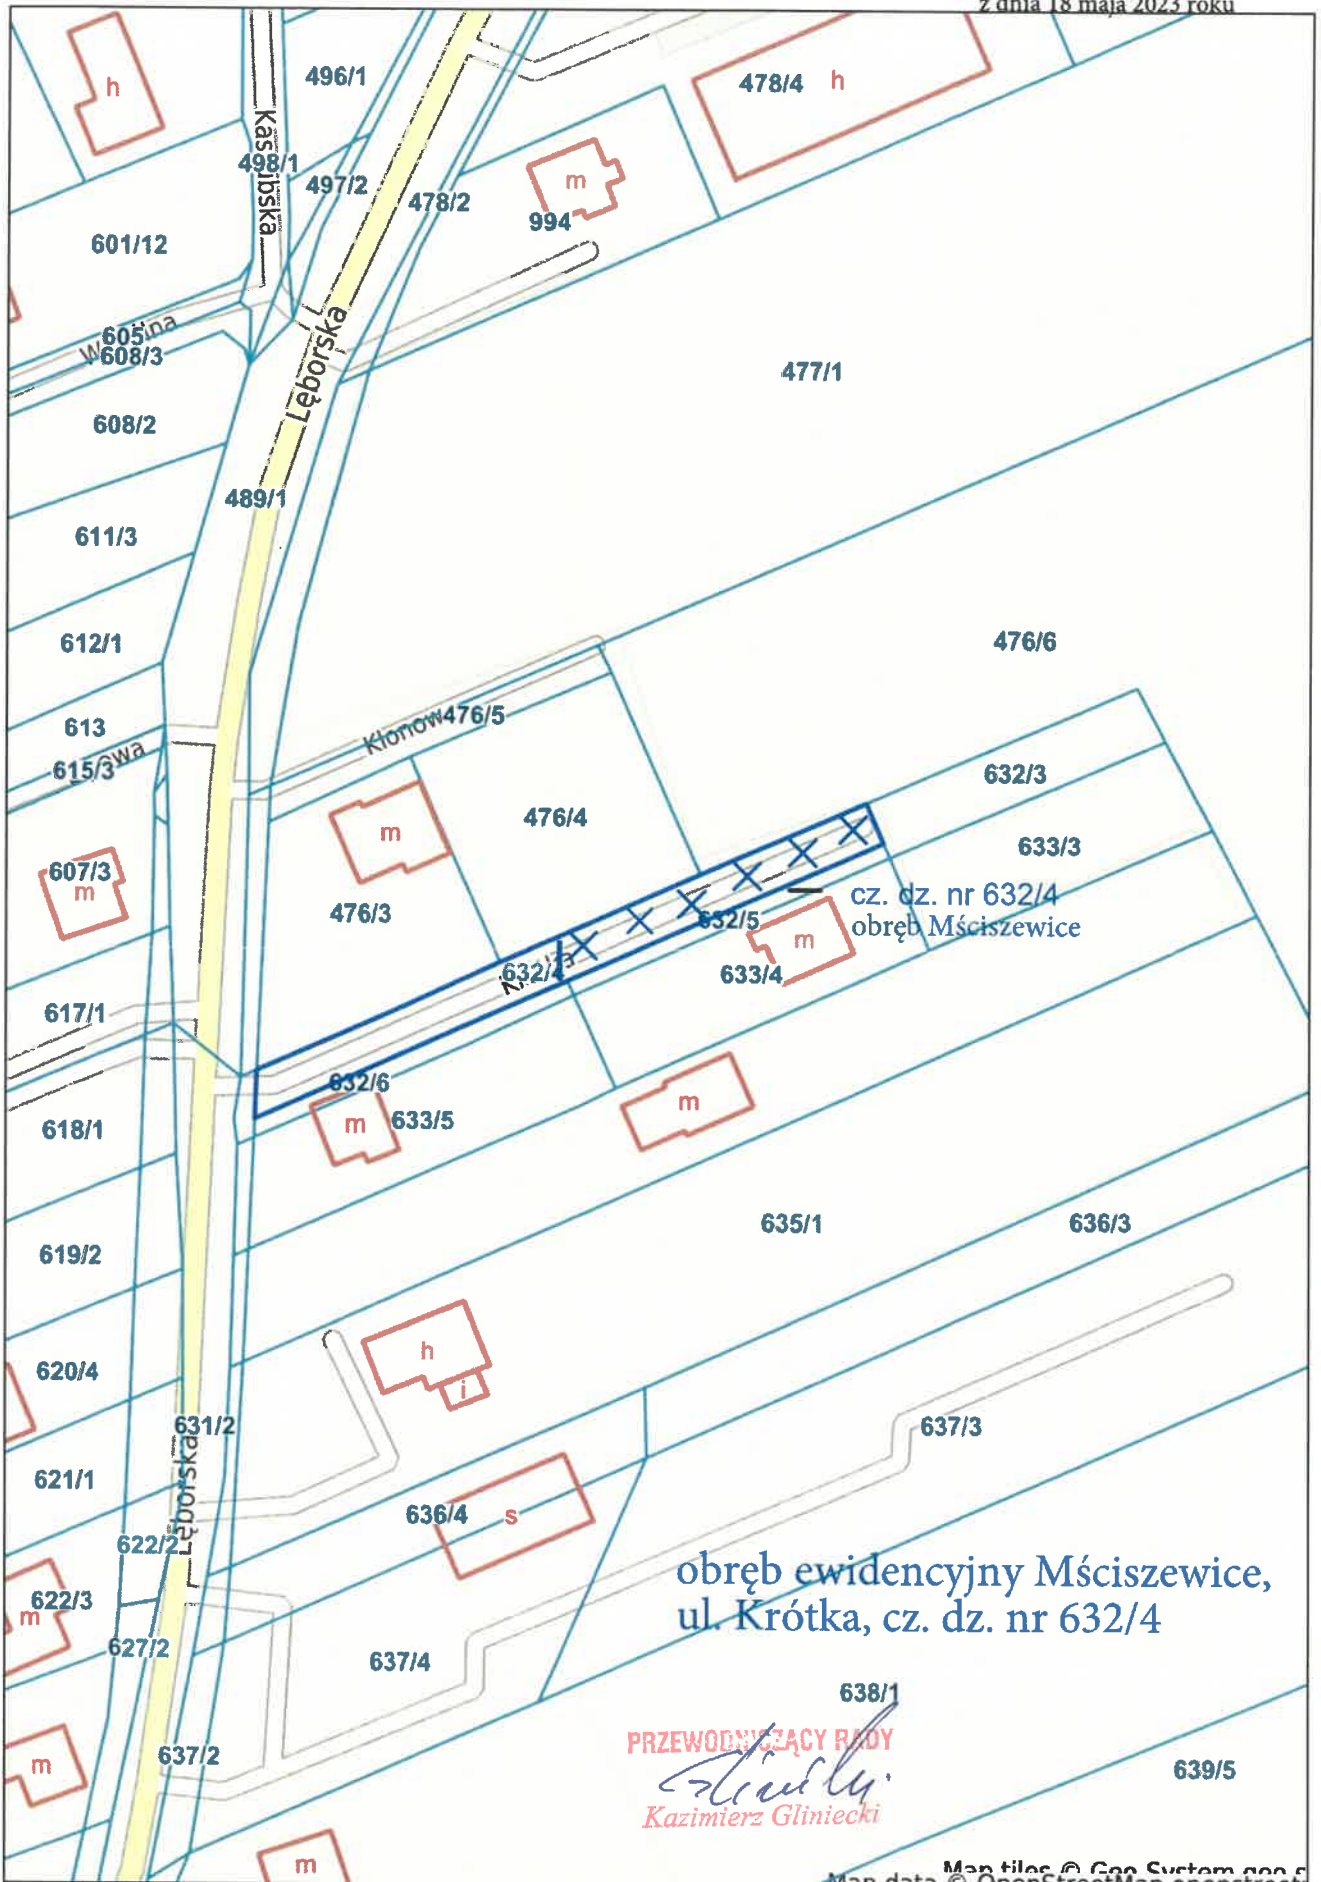 z dnia 18 maja 2023 roku
h
496/1
478/4 h
498/1
497/2
478/2
m
994
601/12
605
608/3
477/1
Lęborska
608/2
489/1
611/3
612/1
476/6
613
476/5
615/3
632/3
476/4
m
633/3
607/3
m
cz. dz. nr 632/4
476/3
632/5
obręb Mściszewice
m
632/4
633/4
617/1
632/6
m
618/1
m
633/5
635/1
636/3
619/2
h
620/4
i
631/2
637/3
621/1
Lęborska
636/4
s
622/2
obręb ewidencyjny Mściszewice,
ul. Krótka, cz. dz. nr 632/4
622/3
m
627/2
637/4
638/1
PRZEWODNICZĄCY RADY
637/2
m
639/5
Kazimierz Gliniecki
m
Map tiles © Geo System
Map data © OpenStreetMap